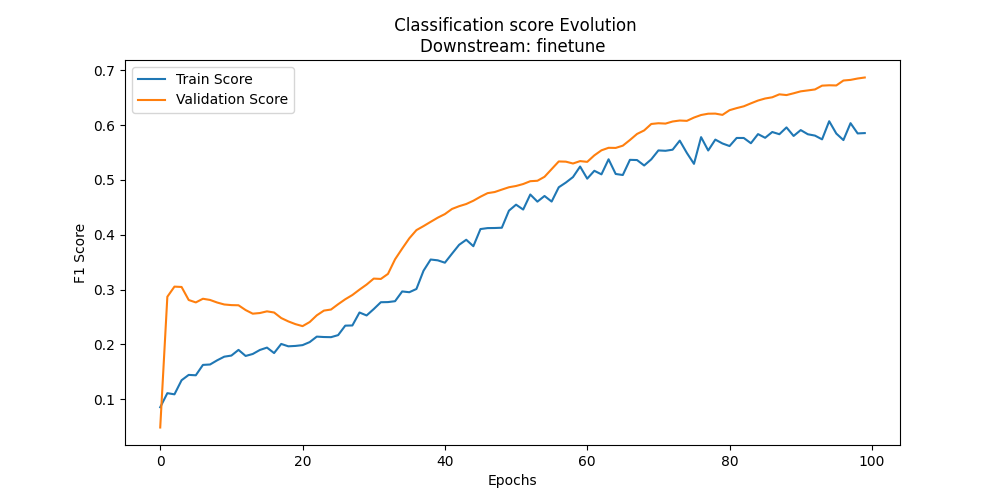 Classification score Evolution
Downstream: finetune
Train Score
Validation Score
F1 Score
0.7
0.6
0.5
0.4
0.3
0.2
0.1
0 20 40 60 80 100
Epochs